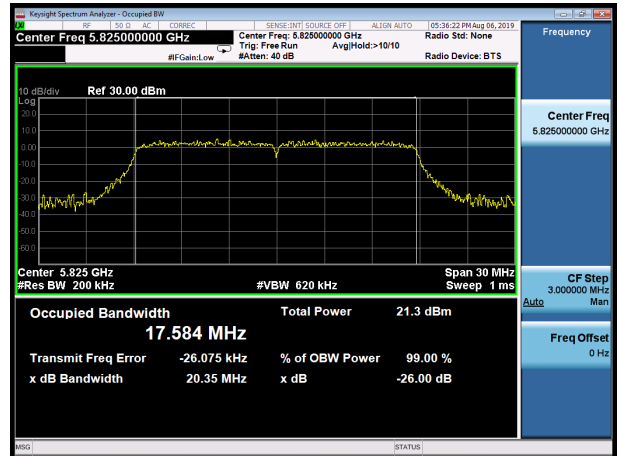 Keysight Spectrum Analyzer - Occupied BW
RF 50 Ω AC CORREC SENSE:INT SOURCE OFF ALIGN AUTO 05:36:22 PM Aug 06, 2019
Center Freq 5.825000000 GHz
Center Freq: 5.825000000 GHz
Radio Std: None
Trig: Free Run Avg|Hold:>10/10
#IFGain:Low
#Atten: 40 dB
Radio Device: BTS
10 dB/div Ref 30.00 dBm
Log
20.0
10.0
0.00
-10.0
-20.0
-30.0
-40.0
-50.0
-60.0
Center 5.825 GHz Span 30 MHz
#Res BW 200 kHz #VBW 620 kHz Sweep 1 ms
Occupied Bandwidth Total Power 21.3 dBm
17.584 MHz
Transmit Freq Error -26.075 kHz % of OBW Power 99.00 %
x dB Bandwidth 20.35 MHz x dB -26.00 dB
MSG STATUS
Frequency
Center Freq
5.825000000 GHz
CF Step
3.000000 MHz
Auto Man
Freq Offset
0 Hz